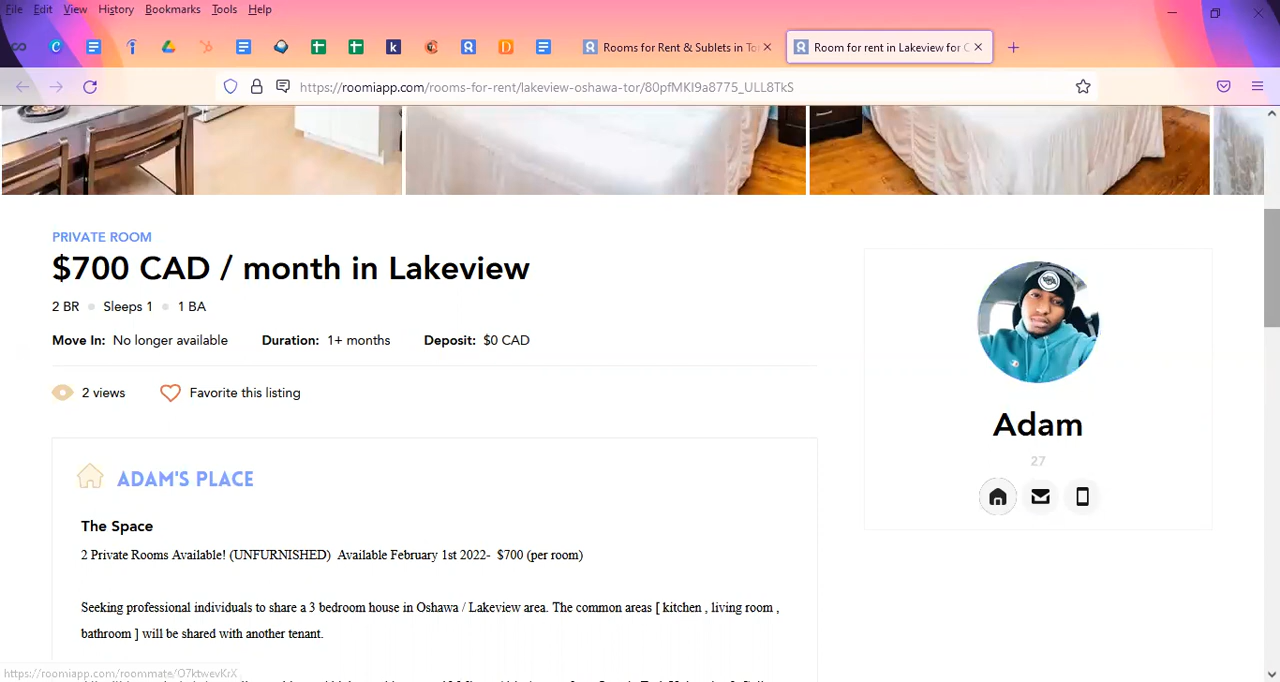 File Edit View History Bookmarks Tools Help
Rooms for Rent & Sublets in To
Room for rent in Lakeview for
https://roomiapp.com/rooms-for-rent/lakeview-oshawa-tor/80pfMKI9a8775_ULL8TkS
PRIVATE ROOM
$700 CAD / month in Lakeview
2 BR Sleeps 1 1 BA
Move In: No longer available Duration: 1+ months Deposit: $0 CAD
2 views Favorite this listing
ADAM'S PLACE
The Space
2 Private Rooms Available! (UNFURNISHED) Available February 1st 2022- $700 (per room)
Seeking professional individuals to share a 3 bedroom house in Oshawa / Lakeview area. The common areas [ kitchen , living room ,
bathroom ] will be shared with another tenant.
Adam
27
https://roomiapp.com/roommate/O7ktwevKrX